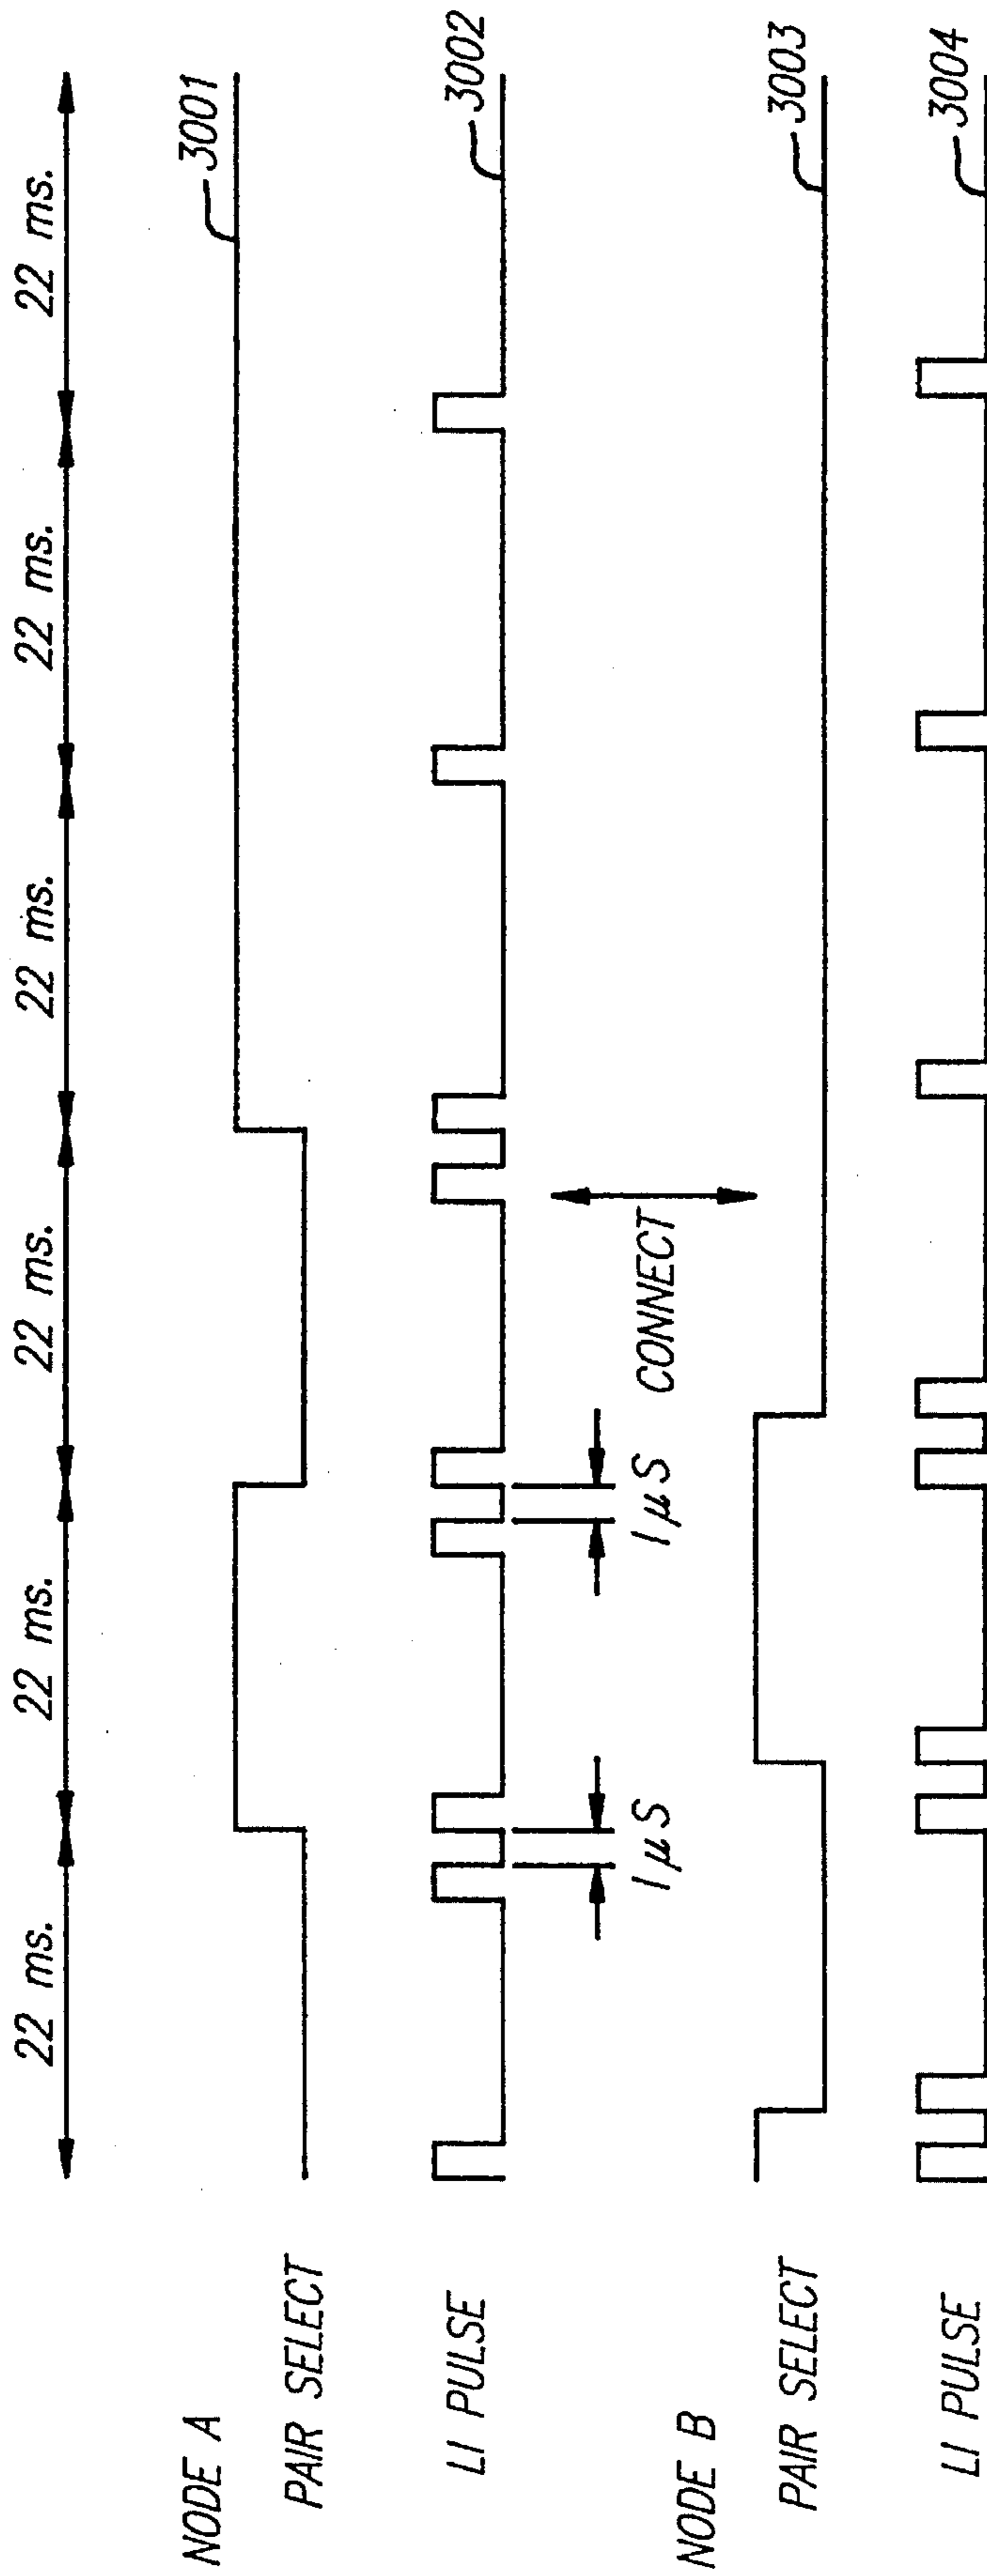 22 ms.
22 ms.
22 ms.
22 ms.
22 ms.
22 ms.
NODE A
3001
PAIR SELECT
3002
LI PULSE
1 μS
1 μS
CONNECT
NODE B
3003
PAIR SELECT
3004
LI PULSE